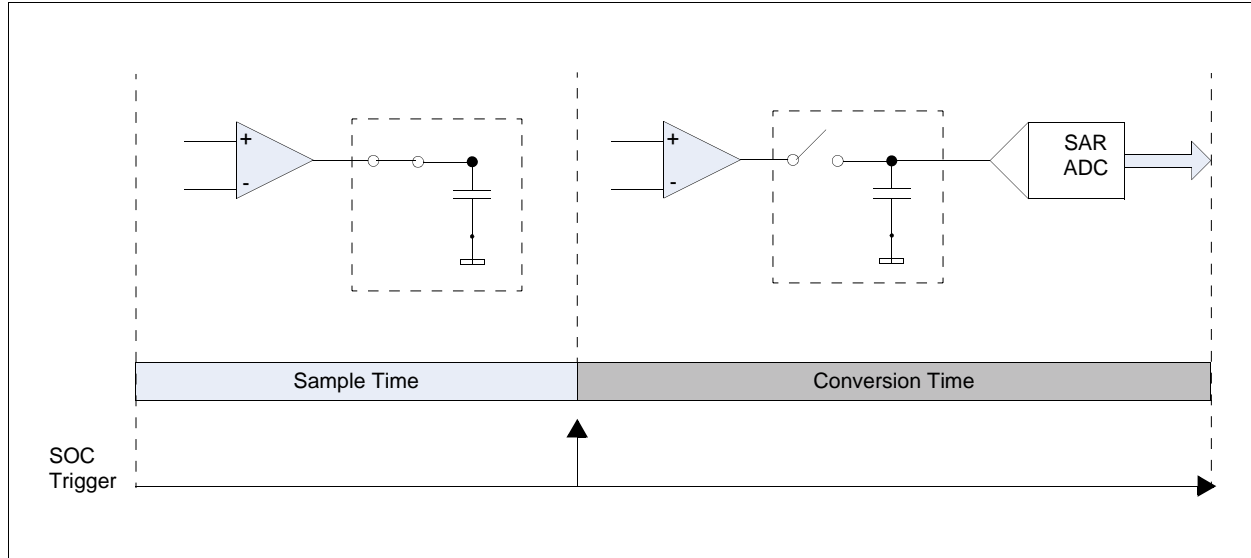 +
-
+
-
SAR
ADC
Sample Time
Conversion Time
SOC
Trigger